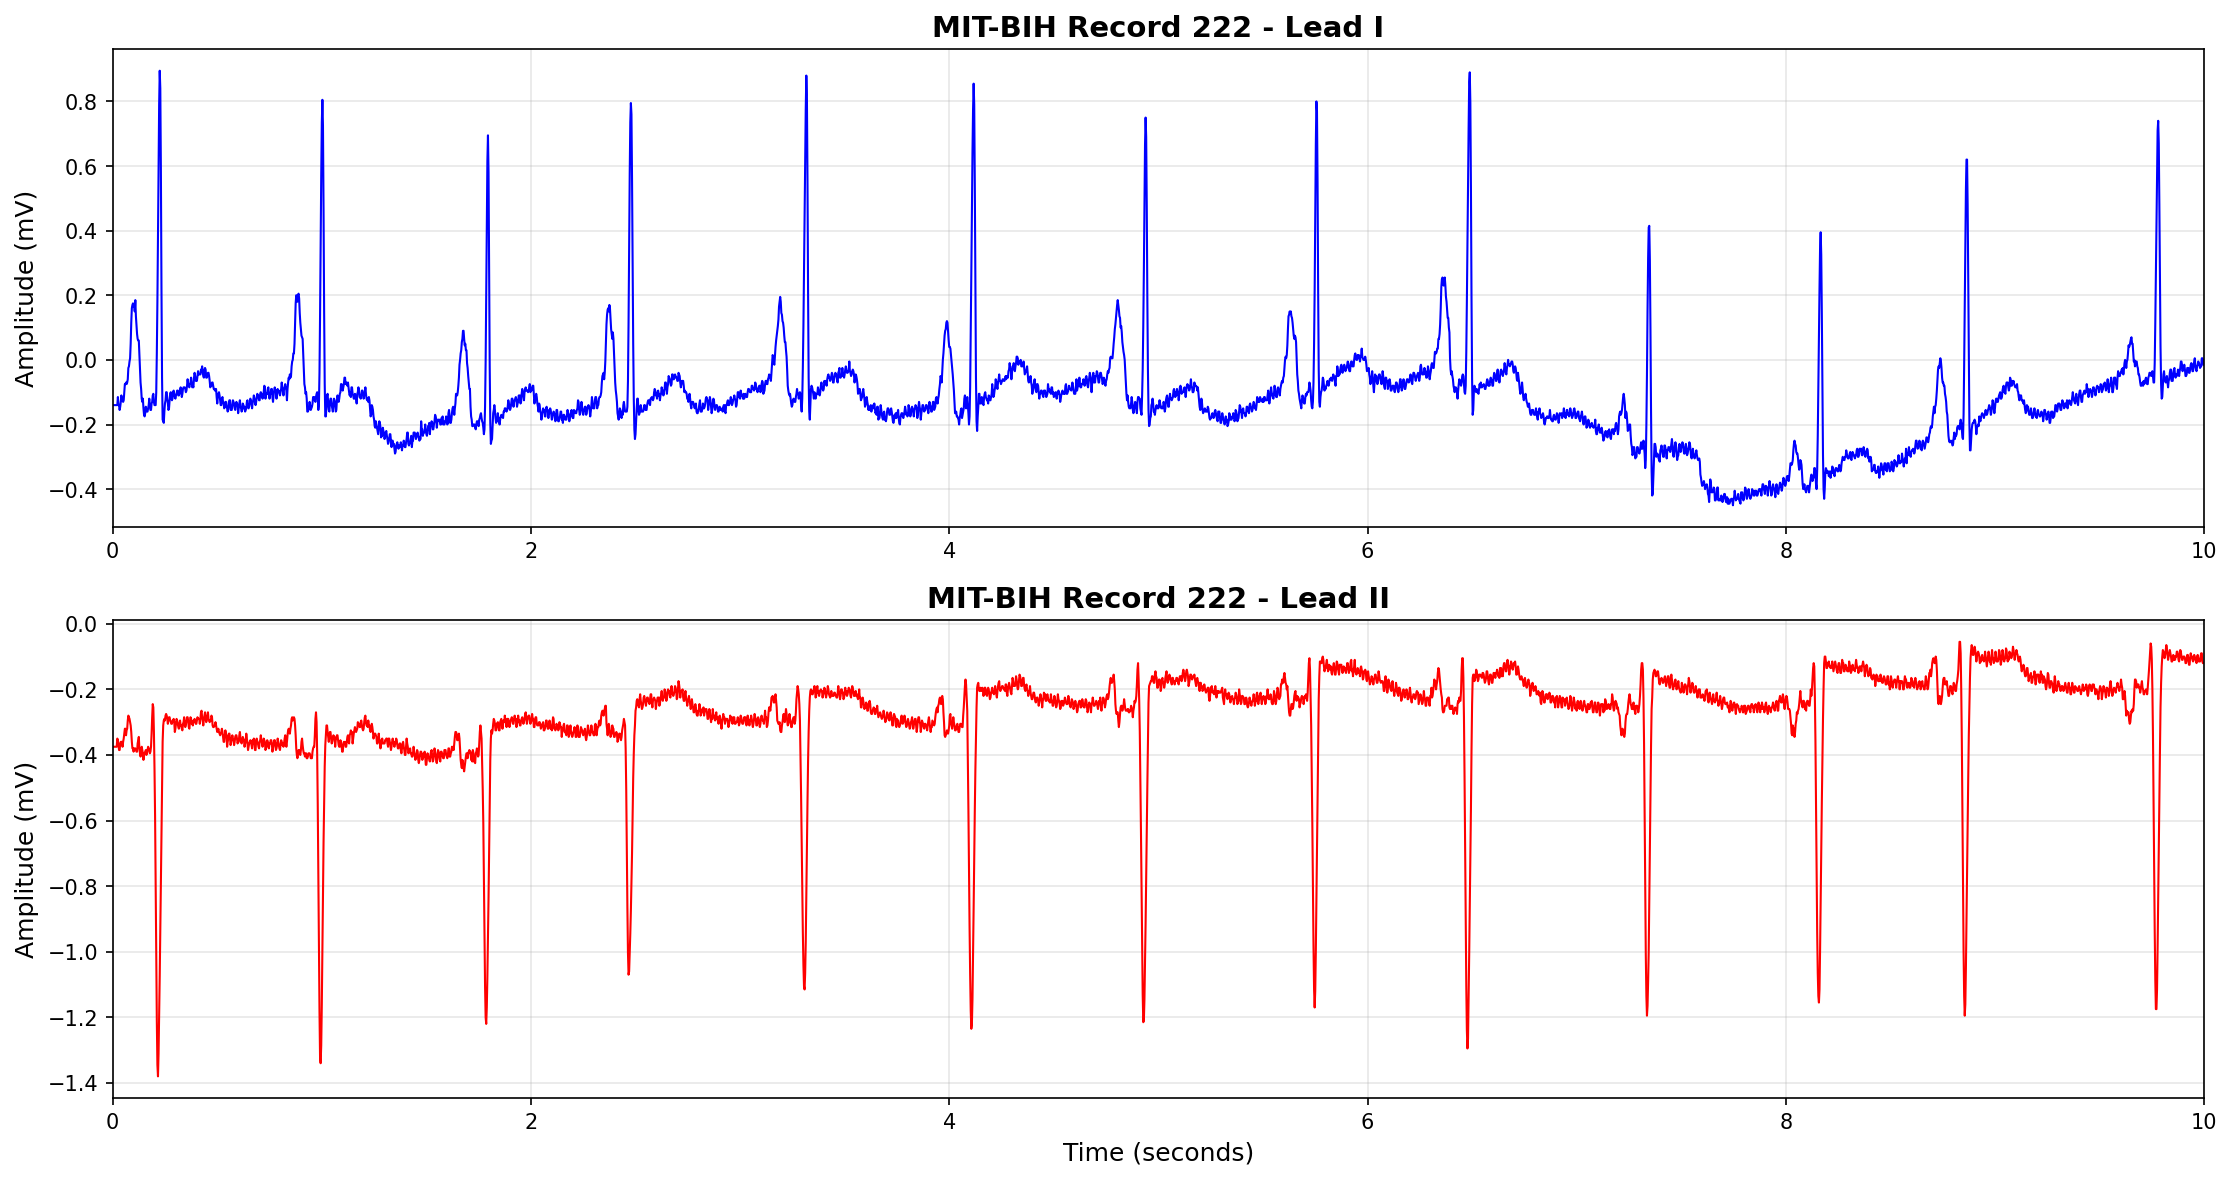 MIT-BIH Record 222 - Lead I
Amplitude (mV)
0.8
0.6
0.4
0.2
0.0
−0.2
−0.4
0 2 4 6 8 10
MIT-BIH Record 222 - Lead II
Amplitude (mV)
0.0
−0.2
−0.4
−0.6
−0.8
−1.0
−1.2
−1.4
0 2 4 6 8 10
Time (seconds)